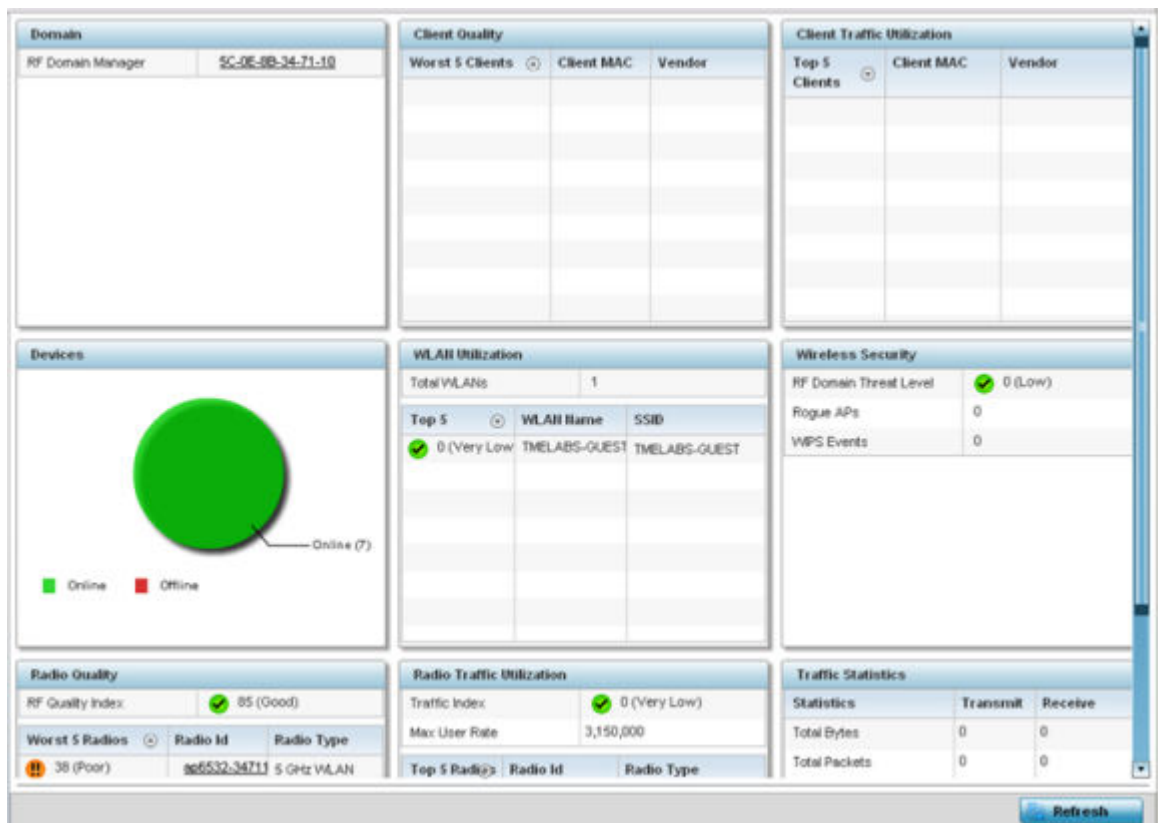 Domain
RF Domain Manager 5C-0E-8B-34-71-10
Client Quality
Worst 5 Clients Client MAC Vendor
Client Traffic Utilization
Top 5 Clients Client MAC Vendor
Devices
Online (7)
Online Offline
WLAN Utilization
Total WLANs 1
Top 5 WLAN Name SSID
0 (Very Low TMELABS-GUEST TMELABS-GUEST
Wireless Security
RF Domain Threat Level 0 (Low)
Rogue APs 0
WIPS Events 0
Radio Quality
RF Quality Index 85 (Good)
Worst 5 Radios Radio Id Radio Type
38 (Poor) ap6532-34711 5 GHz WLAN
Radio Traffic Utilization
Traffic Index 0 (Very Low)
Max User Rate 3,150,000
Top 5 Radios Radio Id Radio Type
Traffic Statistics
Statistics Transmit Receive
Total Bytes 0 0
Total Packets 0 0
Refresh